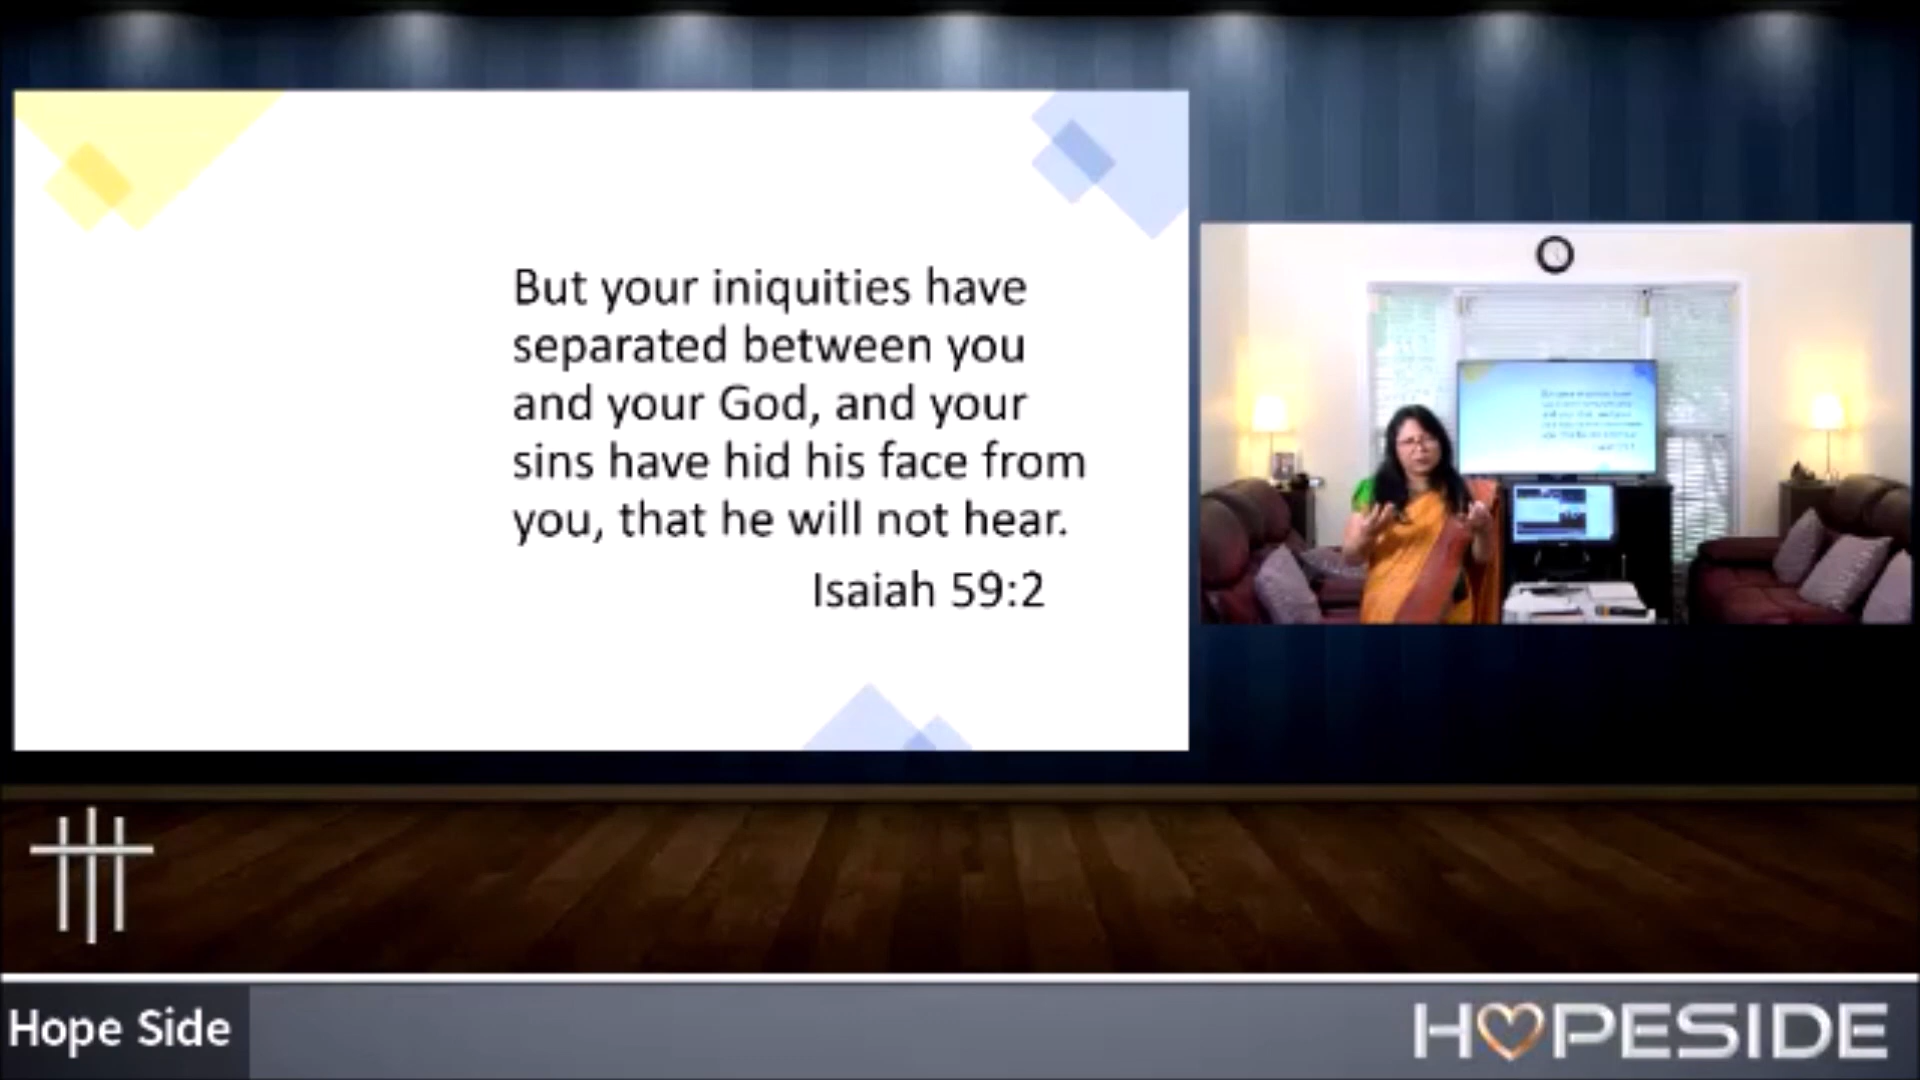 But your iniquities have
separated between you
and your God, and your
sins have hid his face from
you, that he will not hear.
Isaiah 59:2
Hope Side
HOPESIDE